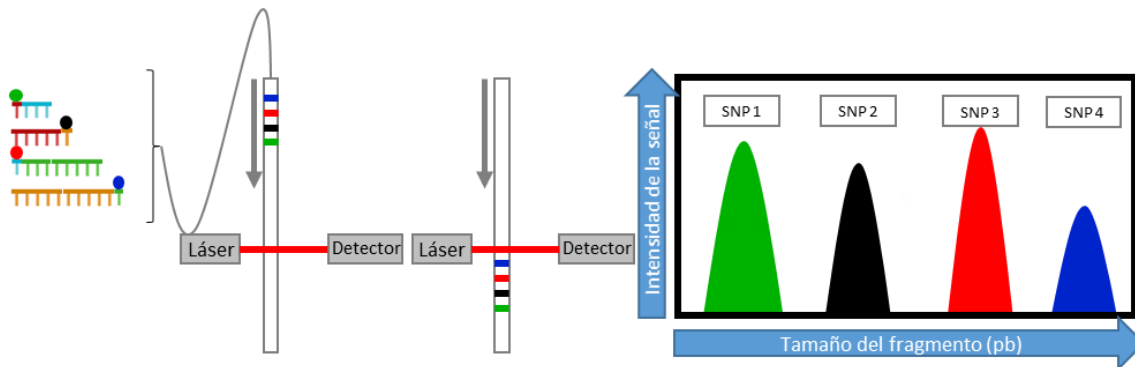 Láser
Detector
Láser
Detector
Intensidad de la señal
SNP 1
SNP 2
SNP 3
SNP 4
Tamaño del fragmento (pb)